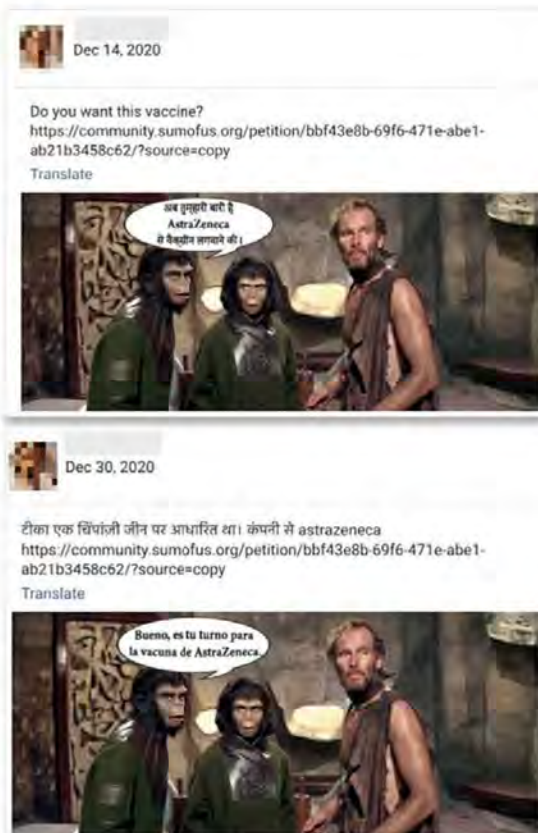 Dec 14, 2020
Do you want this vaccine?
https://community.sumofus.org/petition/bbf43e8b-69f6-471e-abe1-
ab21b3458c62/?source=copy
Translate
अब तुम्हारी बारी है
AstraZeneca
से वैक्सीन लगवाने की।
Dec 30, 2020
टीका एक चिंपांज़ी जीन पर आधारित था। कंपनी से astrazeneca
https://community.sumofus.org/petition/bbf43e8b-69f6-471e-abe1-
ab21b3458c62/?source=copy
Translate
Bueno, es tu turno para
la vacuna de AstraZeneca.